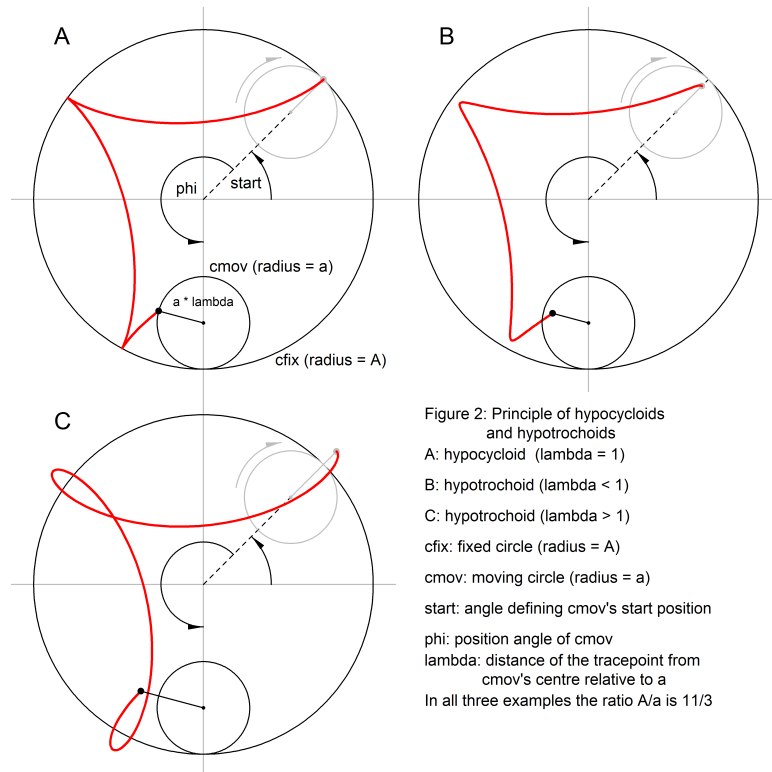 A
B
phi
start
cmov (radius = a)
a * lambda
cfix (radius = A)
C
Figure 2: Principle of hypocycloids
and hypotrochoids
A: hypocycloid (lambda = 1)
B: hypotrochoid (lambda < 1)
C: hypotrochoid (lambda > 1)
cfix: fixed circle (radius = A)
cmov: moving circle (radius = a)
start: angle defining cmov's start position
phi: position angle of cmov
lambda: distance of the tracepoint from
cmov's centre relative to a
In all three examples the ratio A/a is 11/3